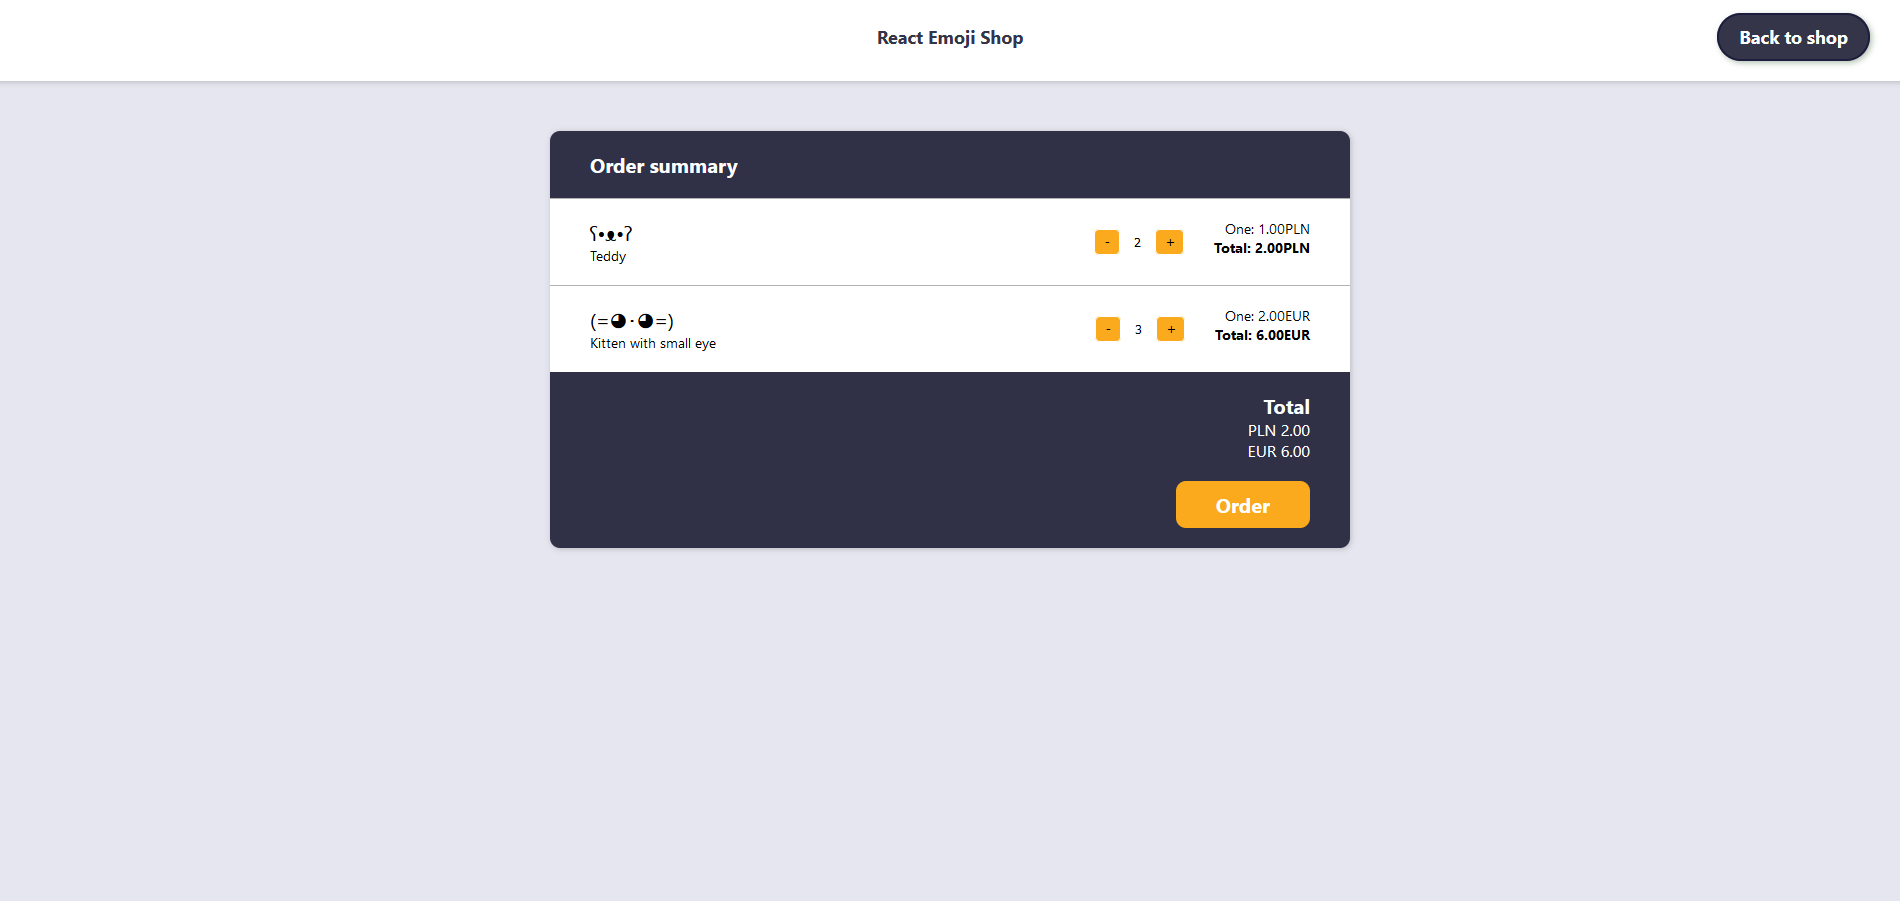 React Emoji Shop
Back to shop
Order summary
ʕ•ᴥ•ʔ
Teddy
- 2 +
One: 1.00PLN
Total: 2.00PLN
(=◕᛫◕=)
Kitten with small eye
- 3 +
One: 2.00EUR
Total: 6.00EUR
Total
PLN 2.00
EUR 6.00
Order